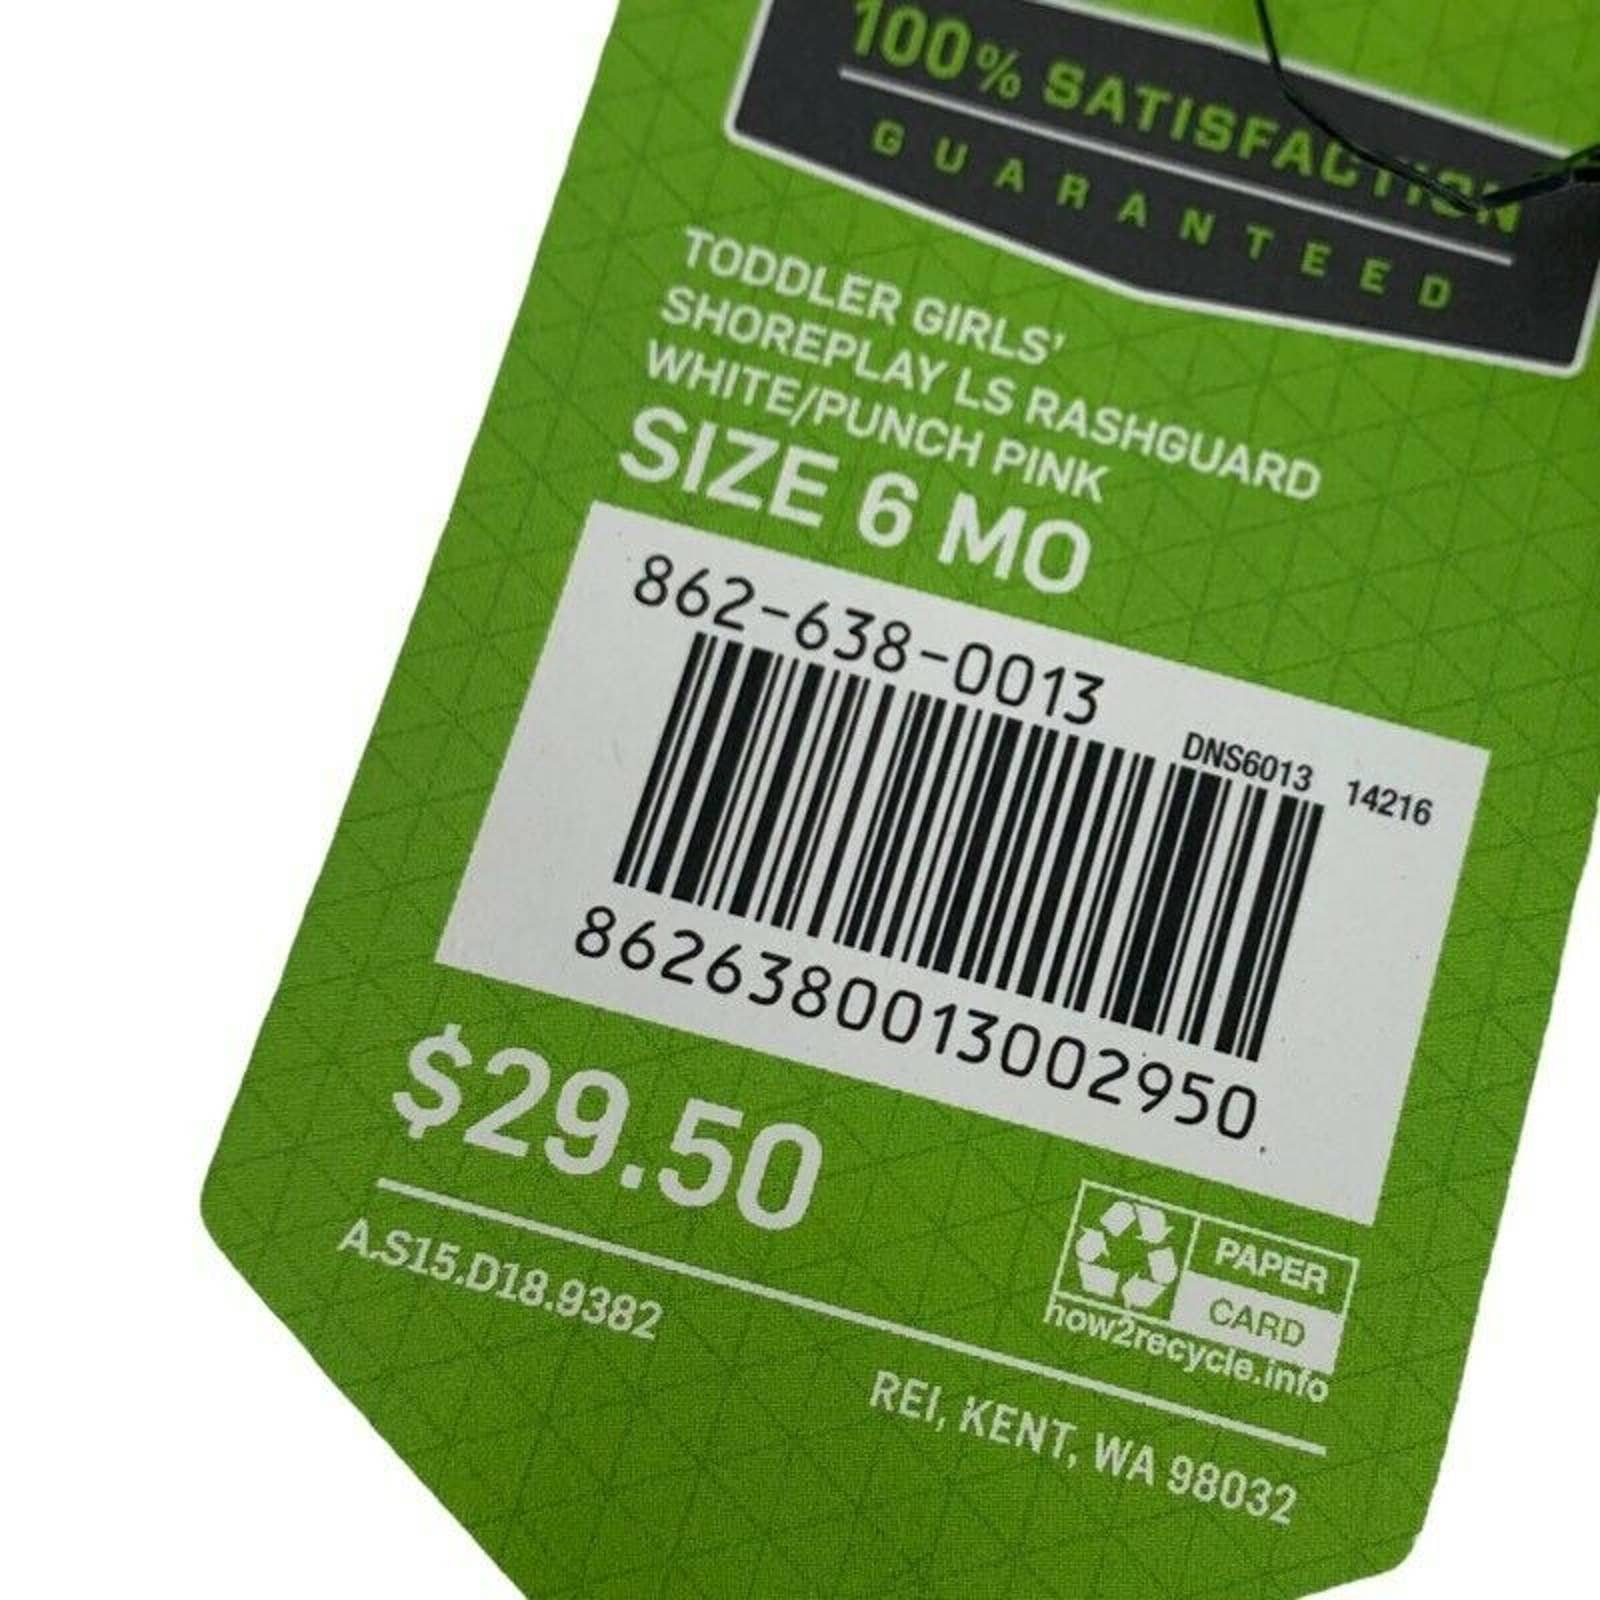 100% SATISFACTION
GUARANTEED
TODDLER GIRLS'
SHOREPLAY LS RASHGUARD
WHITE/PUNCH PINK
SIZE 6 MO
862-638-0013
DNS6013 14216
8626380013002950
$29.50
PAPER
CARD
how2recycle.info
A.S15.D18.9382
REI, KENT, WA 98032